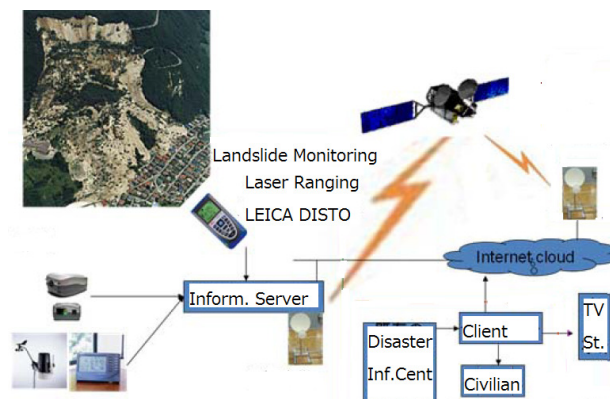 Landslide Monitoring
Laser Ranging
LEICA DISTO
Inform. Server
Internet cloud
Disaster
Inf.Cent
Client
Civilian
TV
St.